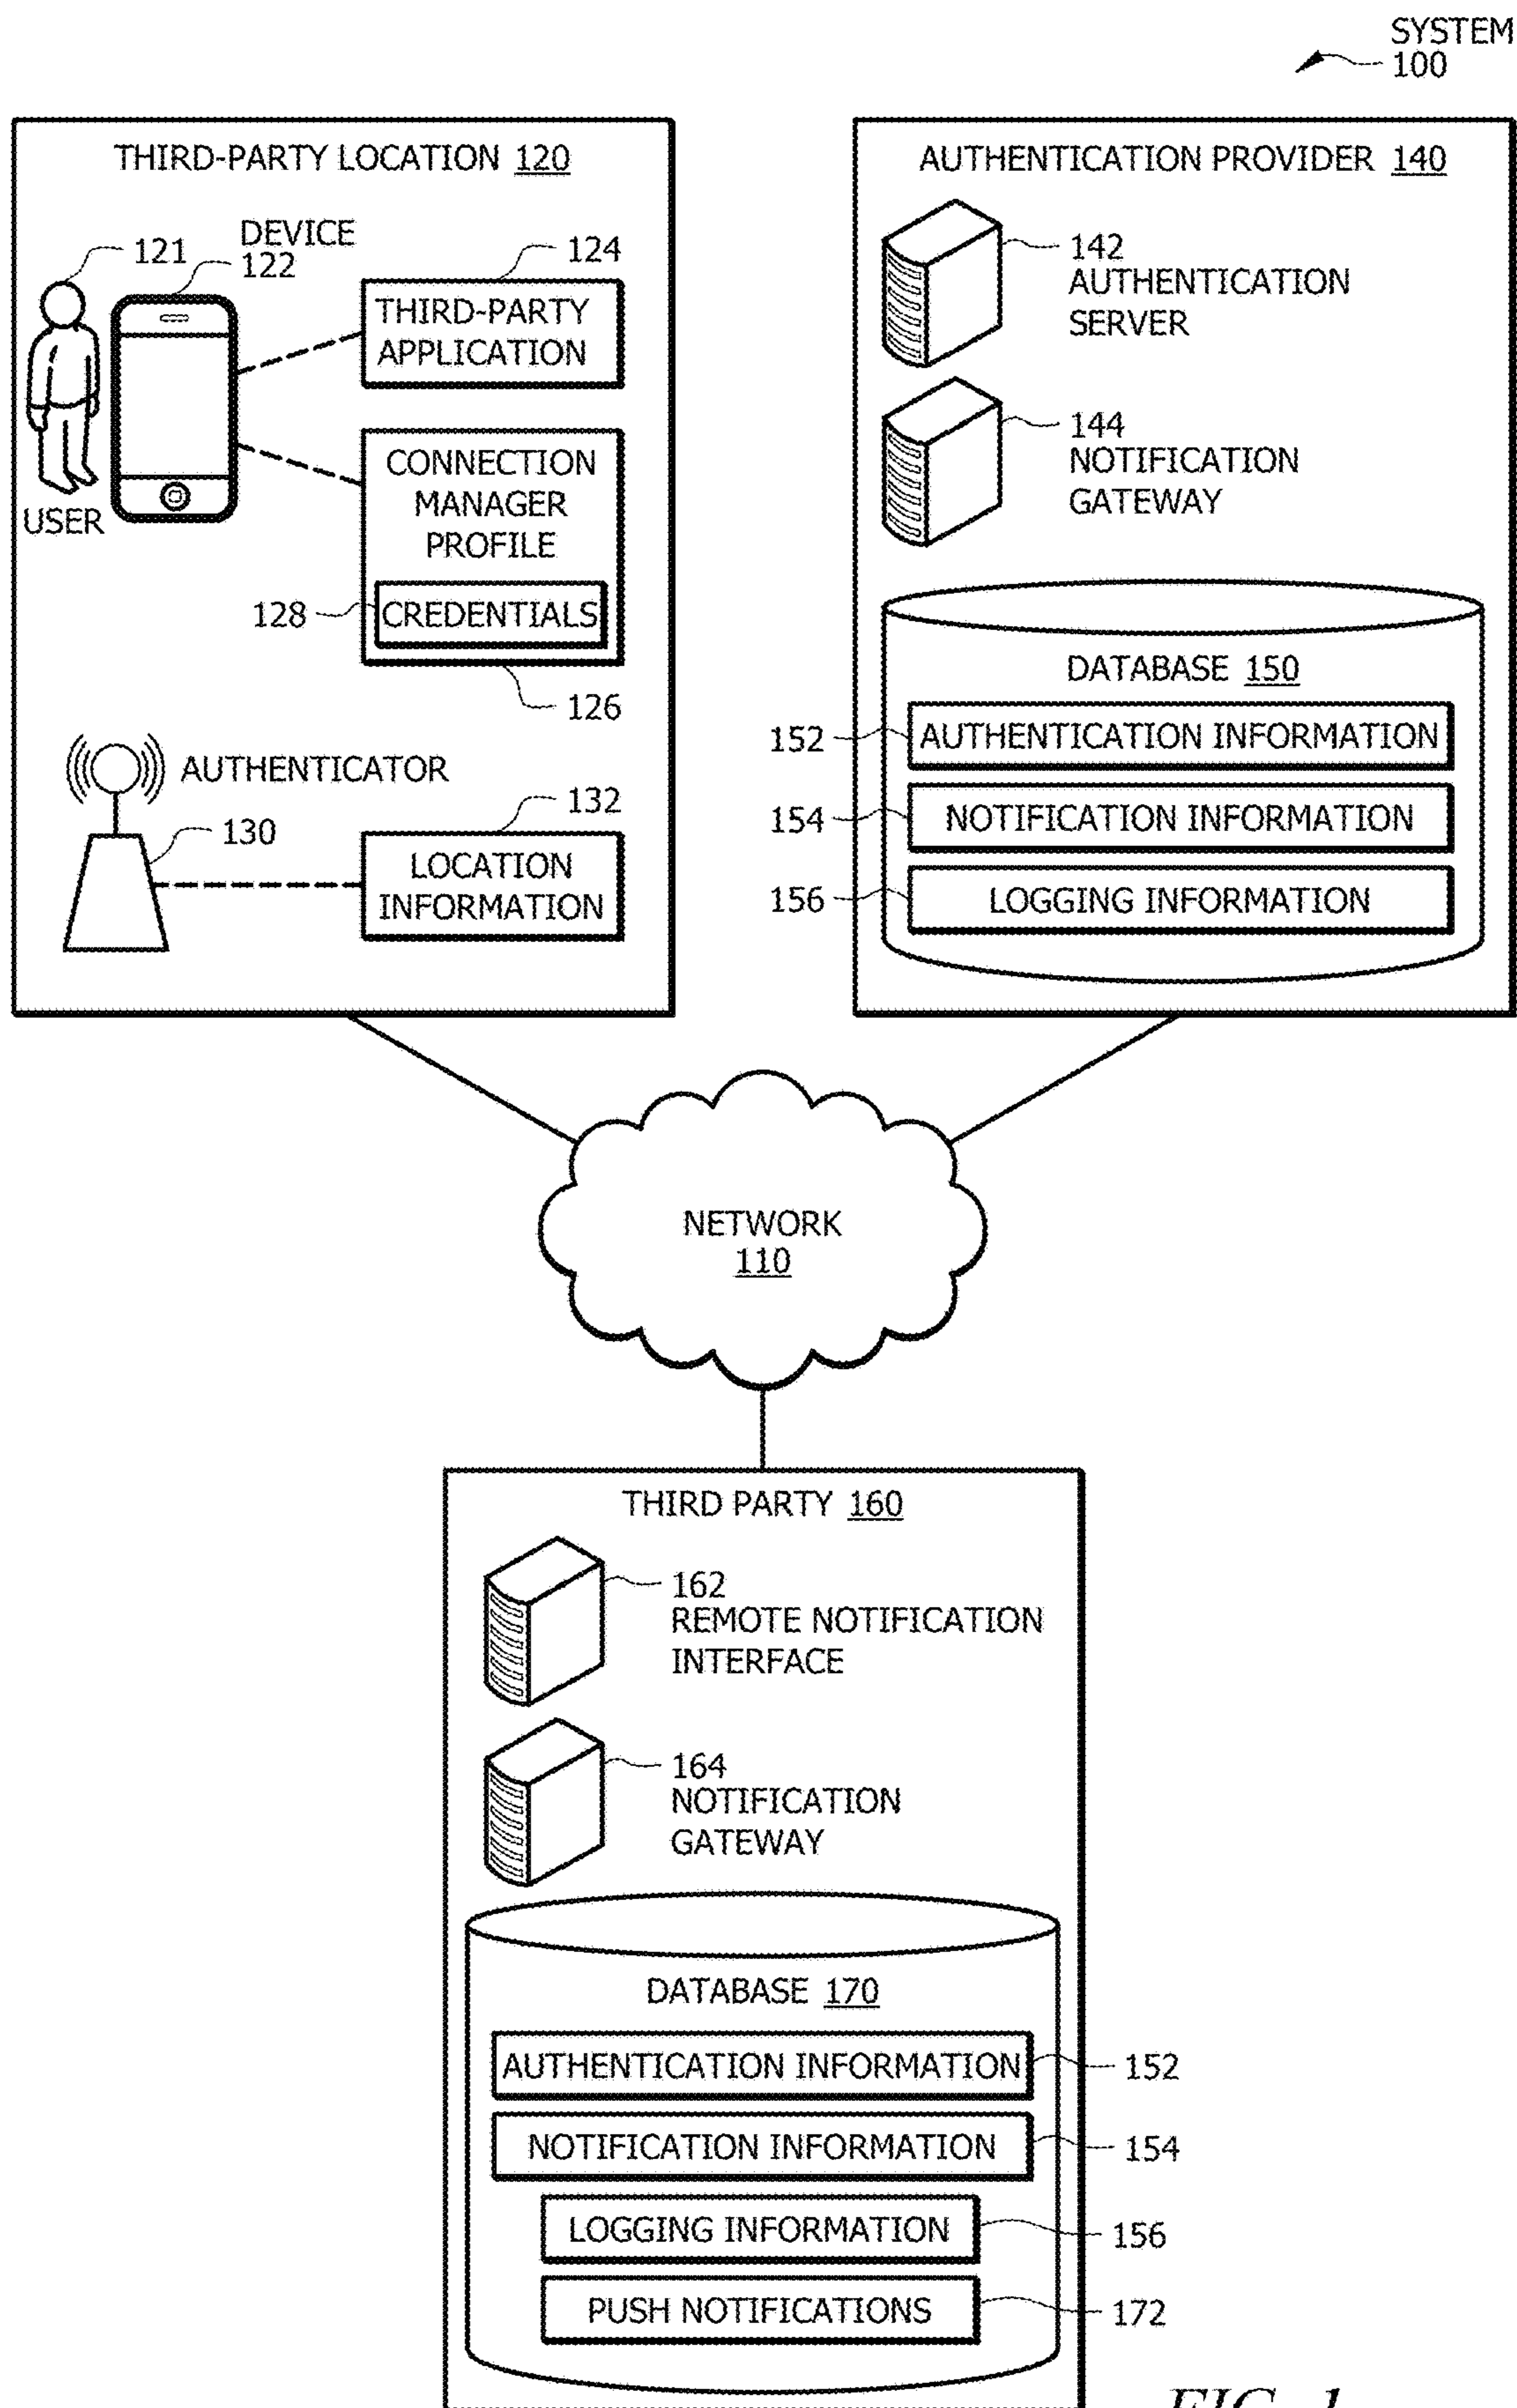 SYSTEM
100
THIRD-PARTY LOCATION 120
121
DEVICE
122
124
THIRD-PARTY
APPLICATION
USER
CONNECTION
MANAGER
PROFILE
128
CREDENTIALS
126
AUTHENTICATOR
130
132
LOCATION
INFORMATION
AUTHENTICATION PROVIDER 140
142
AUTHENTICATION
SERVER
144
NOTIFICATION
GATEWAY
DATABASE 150
152 AUTHENTICATION INFORMATION
154 NOTIFICATION INFORMATION
156 LOGGING INFORMATION
NETWORK
110
THIRD PARTY 160
162
REMOTE NOTIFICATION
INTERFACE
164
NOTIFICATION
GATEWAY
DATABASE 170
AUTHENTICATION INFORMATION 152
NOTIFICATION INFORMATION 154
LOGGING INFORMATION 156
PUSH NOTIFICATIONS 172
FIG. 1